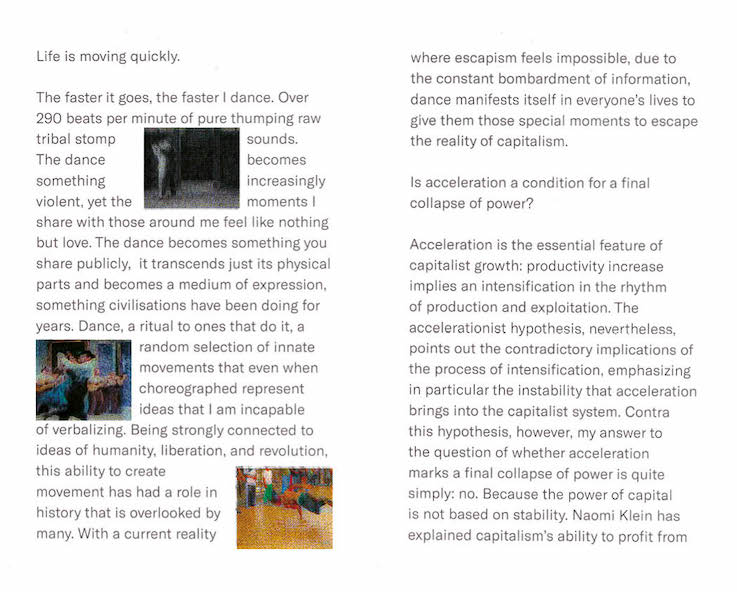 Life is moving quickly.
The faster it goes, the faster I dance. Over
290 beats per minute of pure thumping raw
tribal stomp sounds.
The dance becomes
something increasingly
violent, yet the moments I
share with those around me feel like nothing
but love. The dance becomes something you
share publicly,  it transcends just its physical
parts and becomes a medium of expression,
something civilisations have been doing for
years. Dance, a ritual to ones that do it, a
random selection of innate
movements that even when
choreographed represent
ideas that I am incapable
of verbalizing. Being strongly connected to
ideas of humanity, liberation, and revolution,
this ability to create
movement has had a role in
history that is overlooked by
many. With a current reality
where escapism feels impossible, due to
the constant bombardment of information,
dance manifests itself in everyone's lives to
give them those special moments to escape
the reality of capitalism.
Is acceleration a condition for a final
collapse of power?
Acceleration is the essential feature of
capitalist growth: productivity increase
implies an intensification in the rhythm
of production and exploitation. The
accelerationist hypothesis, nevertheless,
points out the contradictory implications of
the process of intensification, emphasizing
in particular the instability that acceleration
brings into the capitalist system. Contra
this hypothesis, however, my answer to
the question of whether acceleration
marks a final collapse of power is quite
simply: no. Because the power of capital
is not based on stability. Naomi Klein has
explained capitalism's ability to profit from